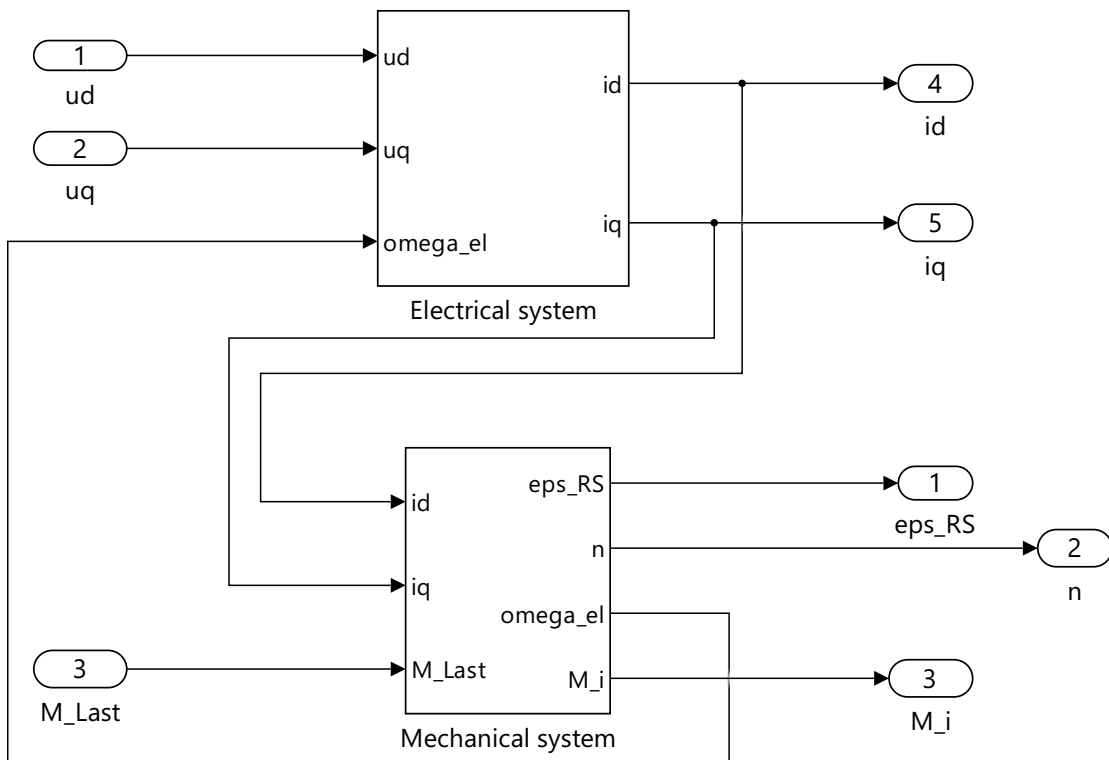 1
ud
2
uq
ud
uq
omega_el
id
iq
Electrical system
4
id
5
iq
id
iq
M_Last
eps_RS
n
omega_el
M_i
Mechanical system
3
M_Last
1
eps_RS
2
n
3
M_i